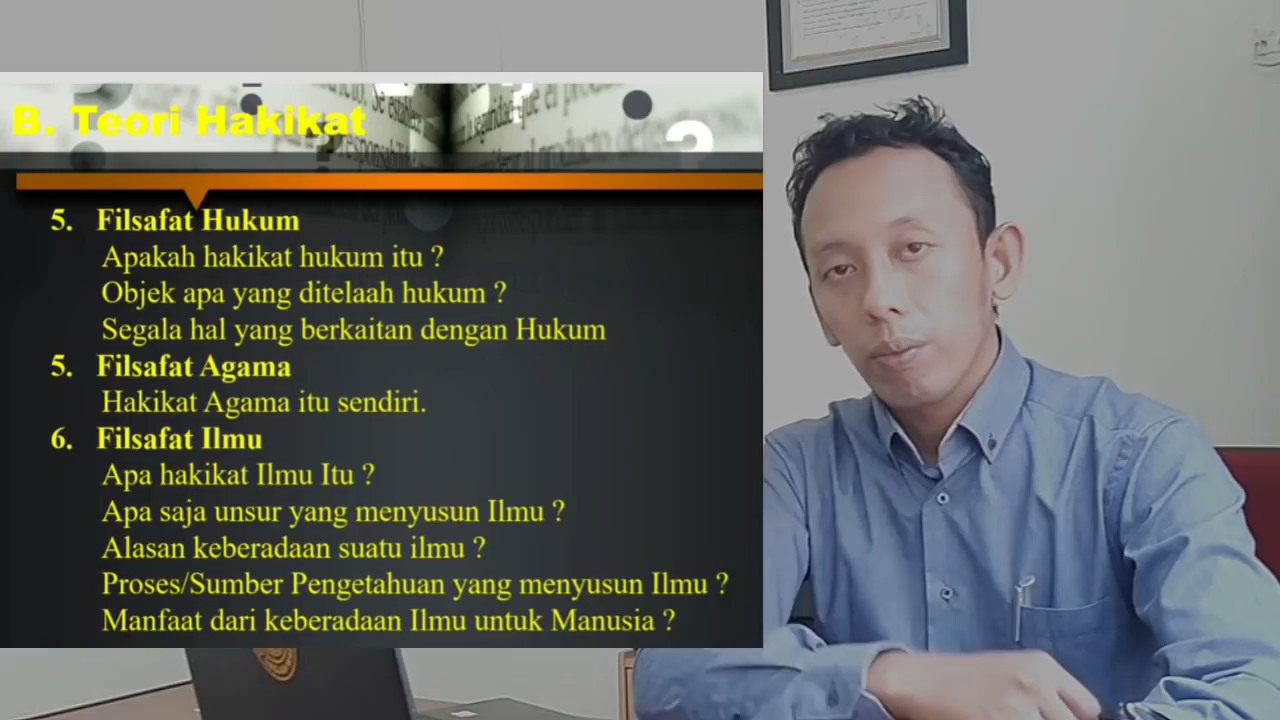 B. Teori Hakikat
5. Filsafat Hukum
Apakah hakikat hukum itu ?
Objek apa yang ditelaah hukum ?
Segala hal yang berkaitan dengan Hukum
5. Filsafat Agama
Hakikat Agama itu sendiri.
6. Filsafat Ilmu
Apa hakikat Ilmu Itu ?
Apa saja unsur yang menyusun Ilmu ?
Alasan keberadaan suatu ilmu ?
Proses/Sumber Pengetahuan yang menyusun Ilmu ?
Manfaat dari keberadaan Ilmu untuk Manusia ?